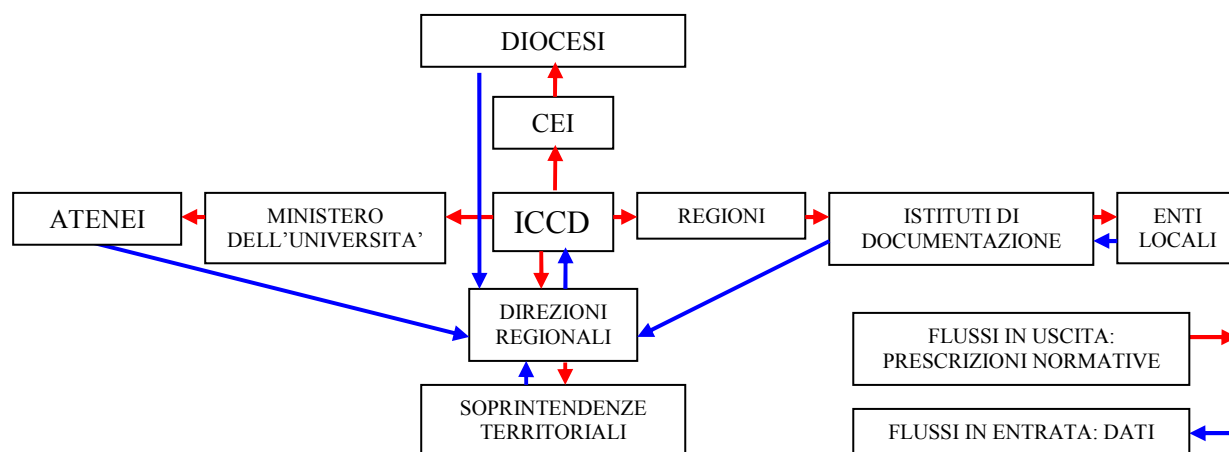 DIOCESI
CEI
ATENEI
MINISTERO
DELL'UNIVERSITA'
ICCD
REGIONI
ISTITUTI DI
DOCUMENTAZIONE
ENTI
LOCALI
DIREZIONI
REGIONALI
FLUSSI IN USCITA:
PRESCRIZIONI NORMATIVE
SOPRINTENDENZE
TERRITORIALI
FLUSSI IN ENTRATA: DATI